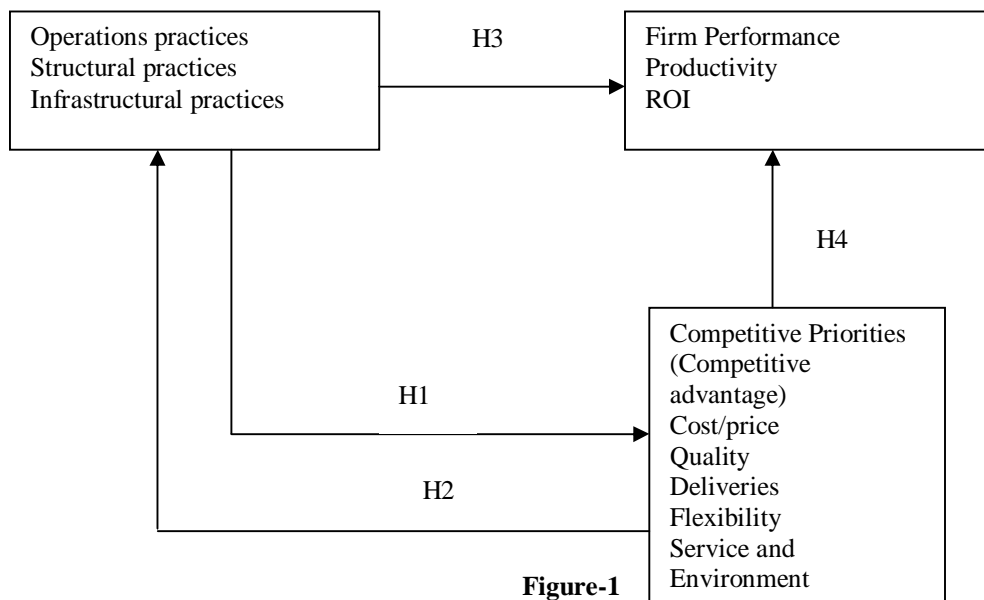 Operations practices
Structural practices
Infrastructural practices
H3
Firm Performance
Productivity
ROI
H4
Competitive Priorities
(Competitive
advantage)
Cost/price
Quality
Deliveries
Flexibility
Service and
Environment
H1
H2
Figure-1